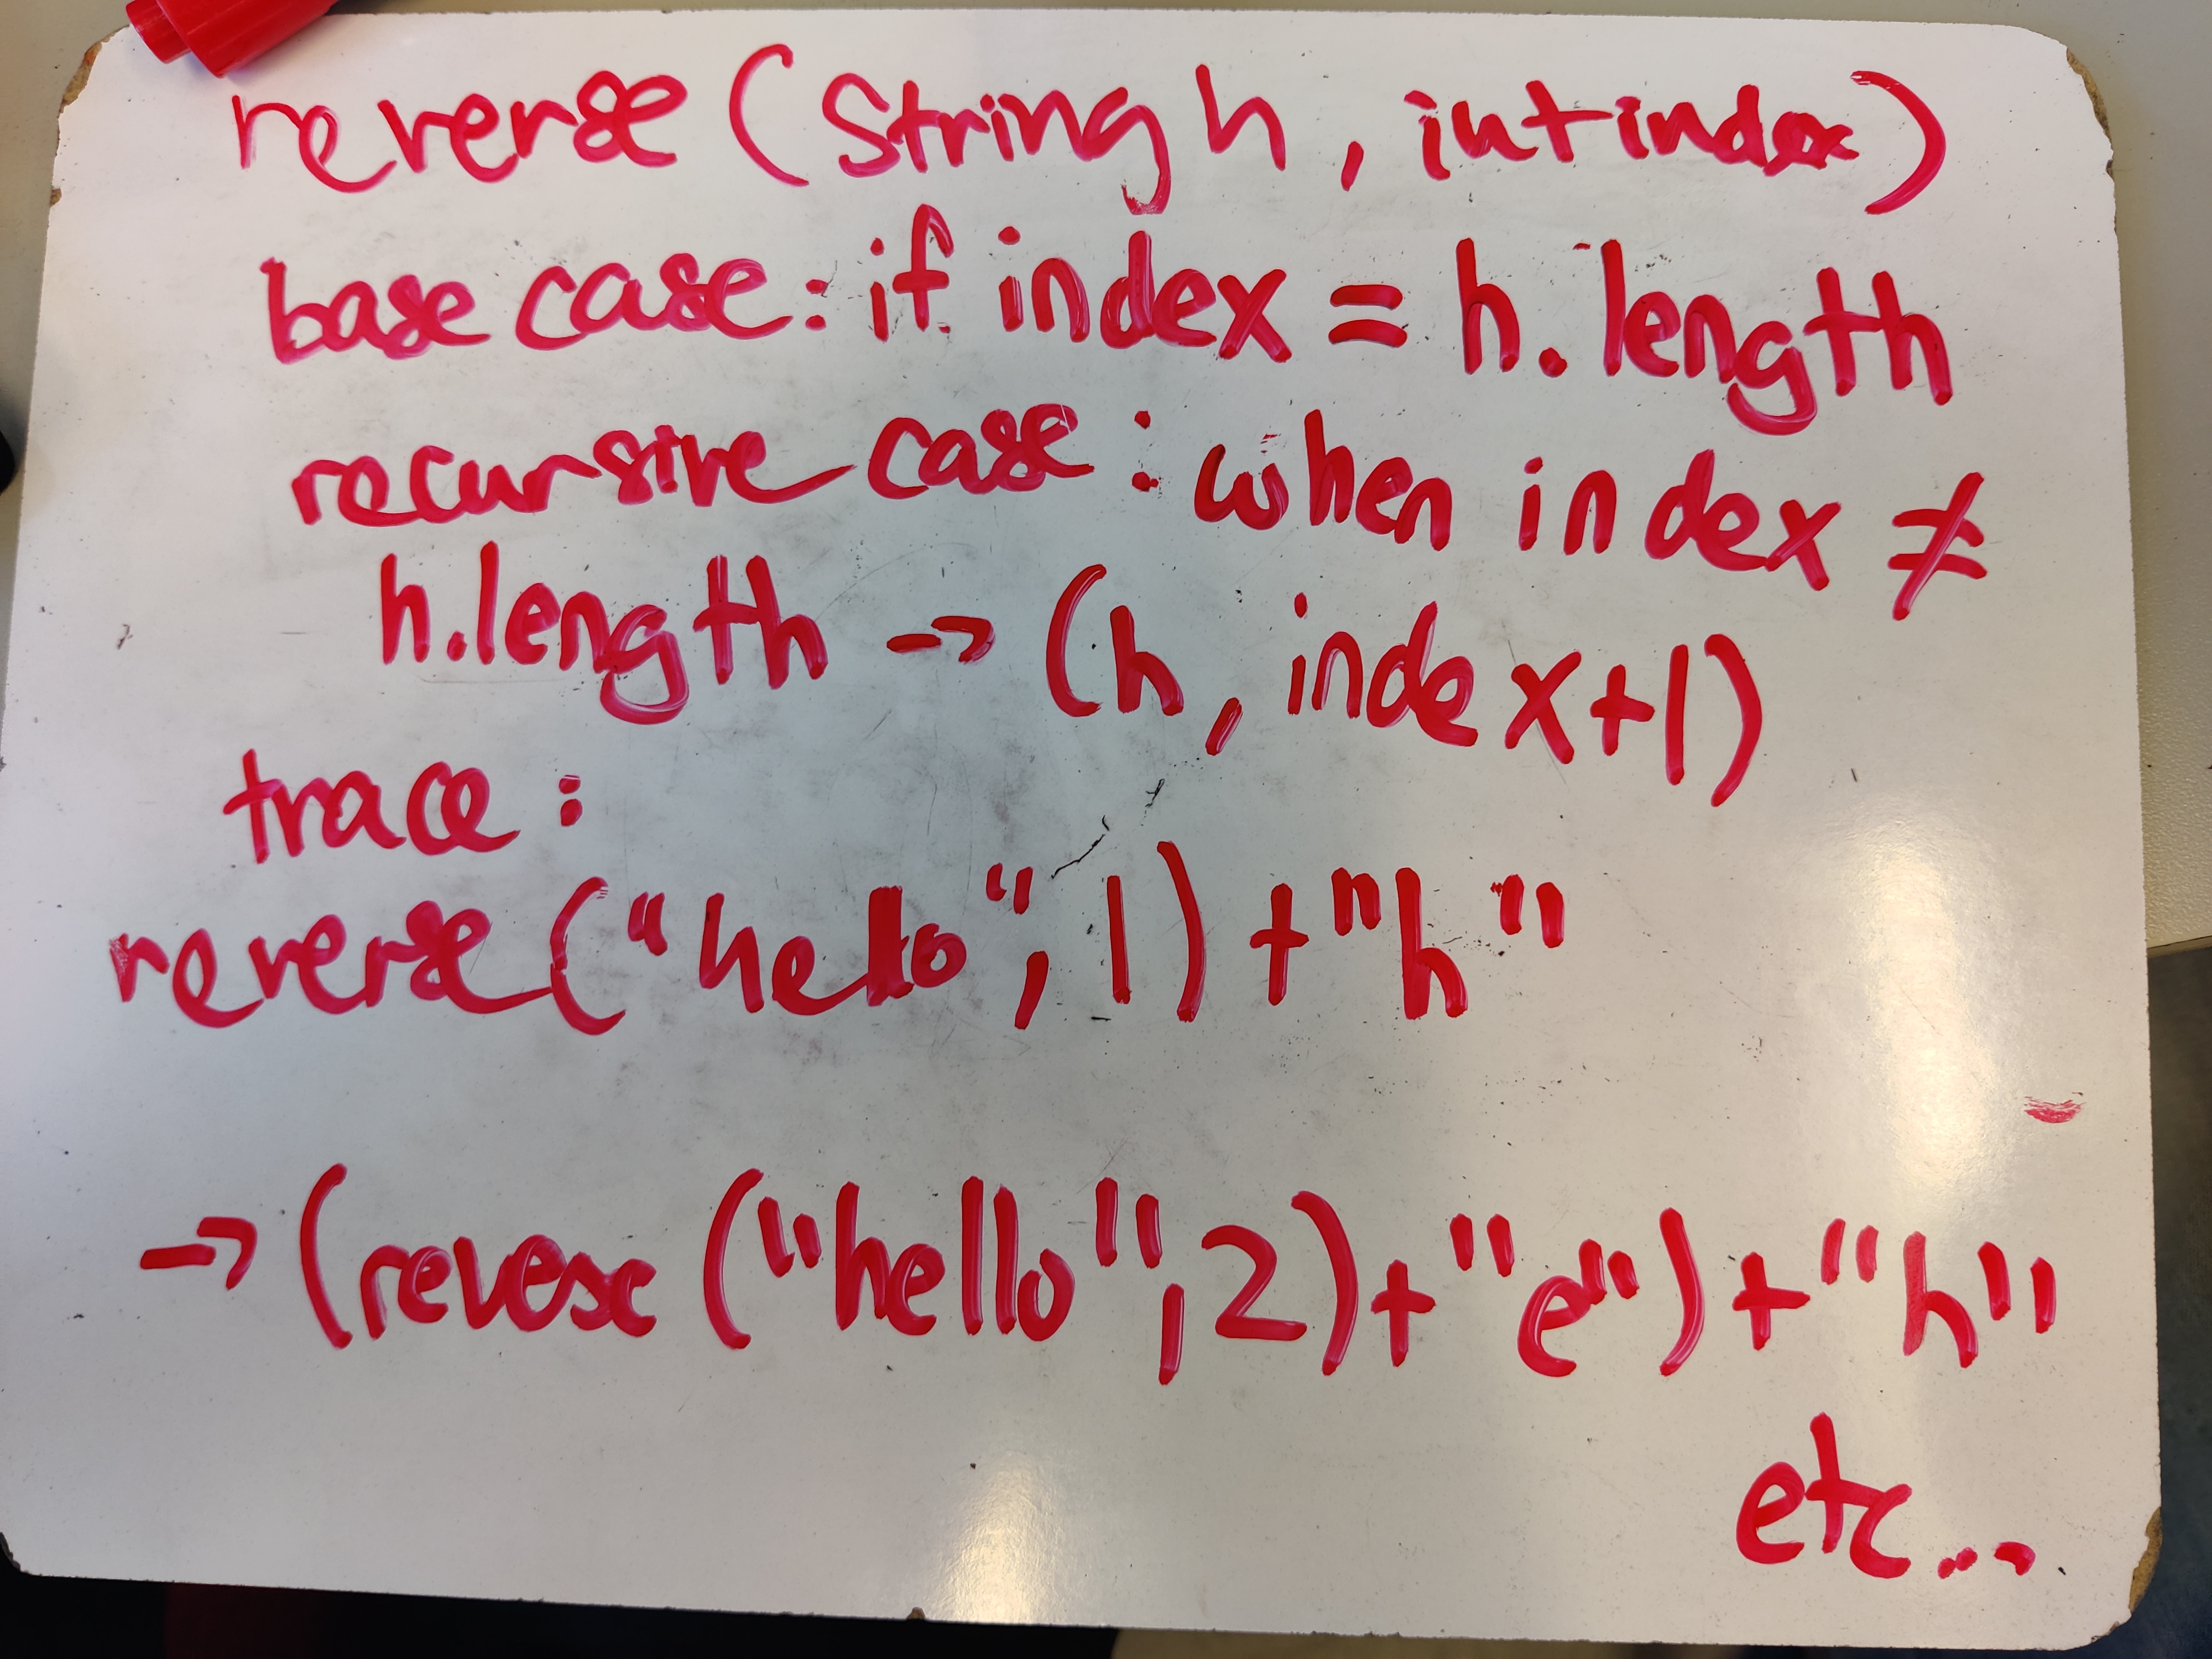 reverse (String h, int index)
base case: if index = h.length
recursive case: when index ≠
h.length → (h, index+1)
trace:
reverse ("hello", 1) + "h"
→ (revese ("hello", 2) + "e") + "h"
etc...